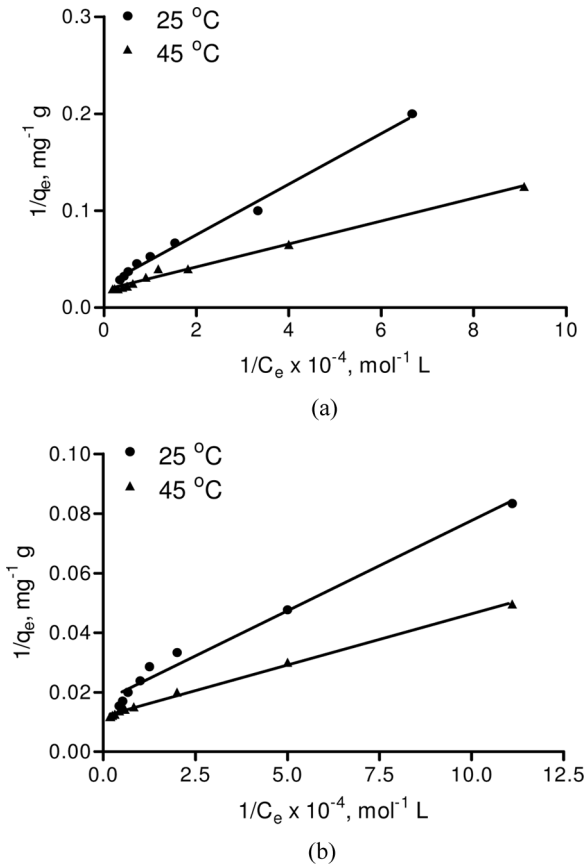 25 °C
45 °C
0.3
0.2
0.1
0.0
1/qe, mg-1 g
0 2 4 6 8 10
1/Ce x 10-4, mol-1 L
(a)
25 °C
45 °C
0.10
0.08
0.06
0.04
0.02
0.00
1/qe, mg-1 g
0.0 2.5 5.0 7.5 10.0 12.5
1/Ce x 10-4, mol-1 L
(b)